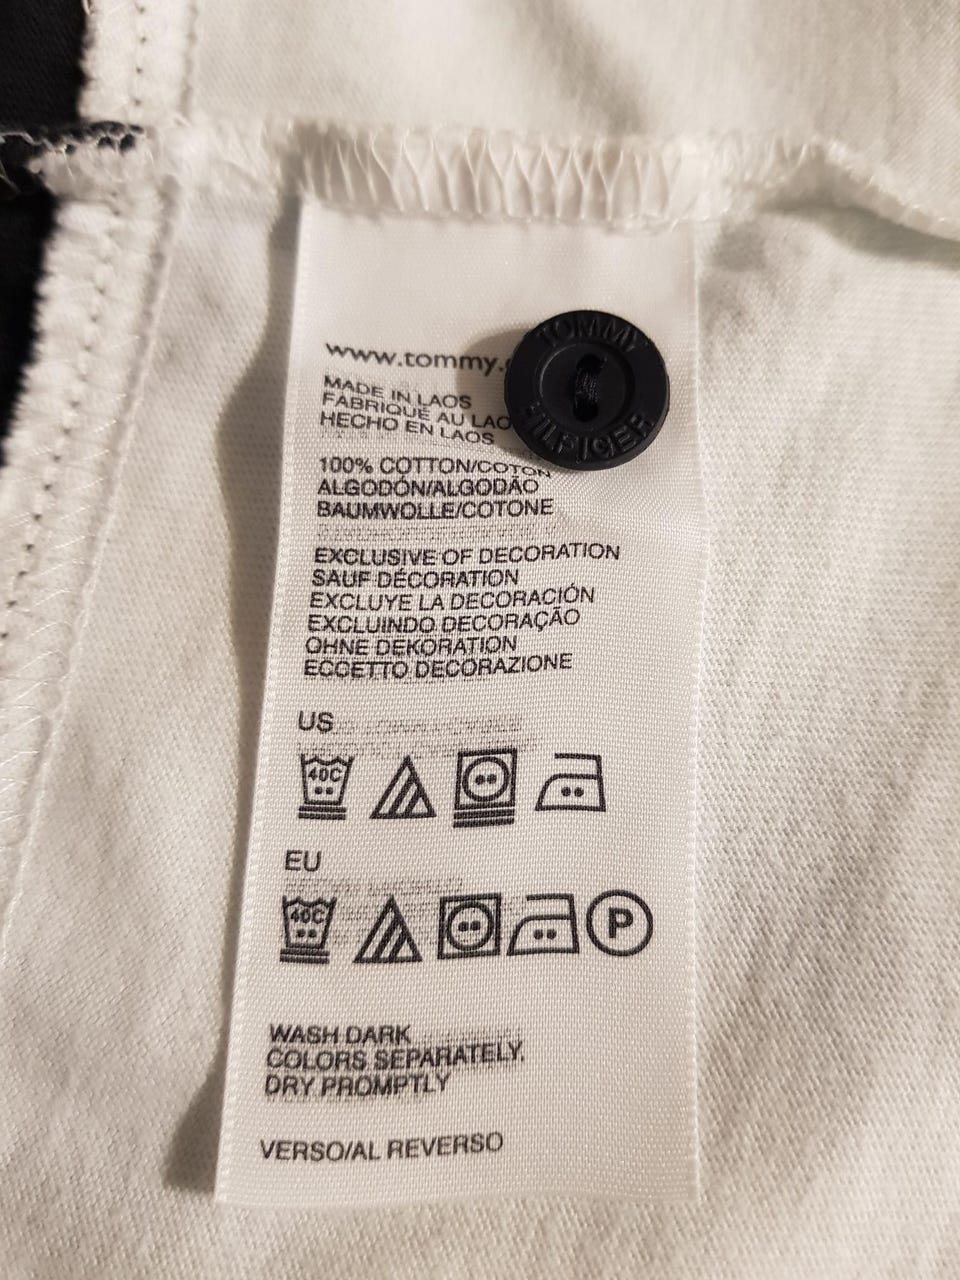 www.tommy.
TOMMY
HILFIGER
MADE IN LAOS
FABRIQUÉ AU LAO
HECHO EN LAOS
100% COTTON/COTON
ALGODÓN/ALGODÃO
BAUMWOLLE/COTONE
EXCLUSIVE OF DECORATION
SAUF DÉCORATION
EXCLUYE LA DECORACIÓN
EXCLUINDO DECORAÇÃO
OHNE DEKORATION
ECCETTO DECORAZIONE
US
40C
EU
40C
P
WASH DARK
COLORS SEPARATELY.
DRY PROMPTLY
VERSO/AL REVERSO